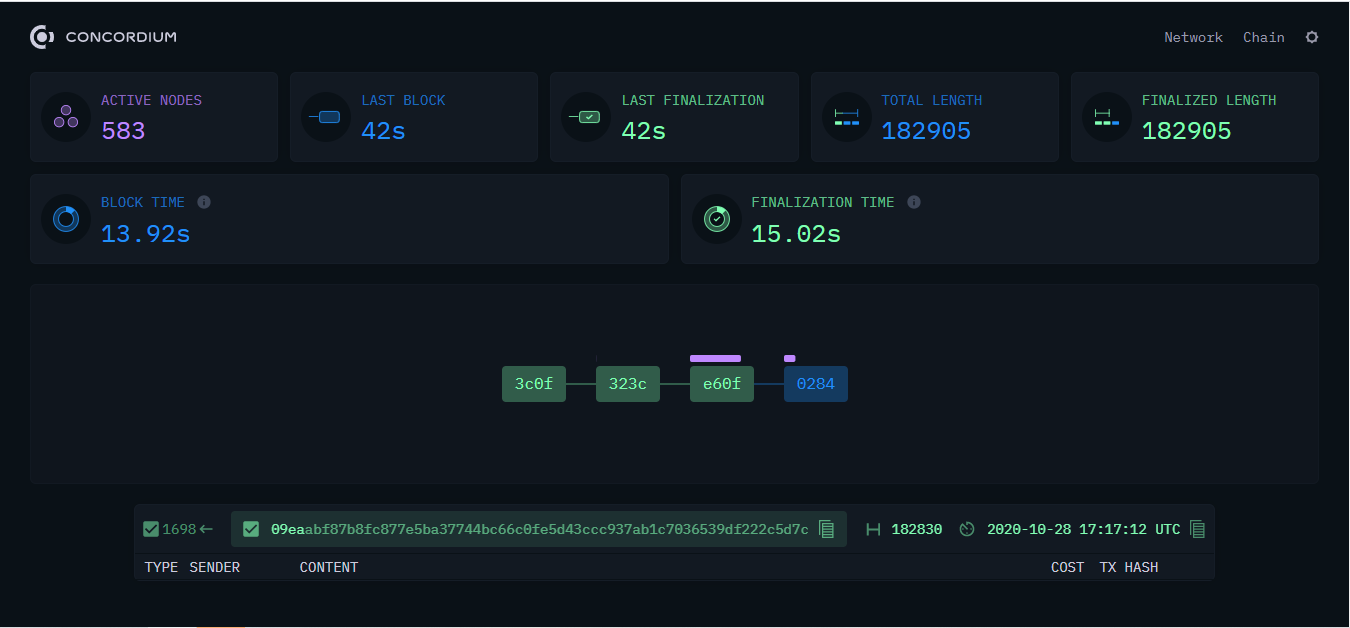 CONCORDIUM
Network Chain
ACTIVE NODES
583
LAST BLOCK
42s
LAST FINALIZATION
42s
TOTAL LENGTH
182905
FINALIZED LENGTH
182905
BLOCK TIME
13.92s
FINALIZATION TIME
15.02s
3c0f 323c e60f 0284
1698 09eaabf87b8fc877e5ba37744bc66c0fe5d43ccc937ab1c7036539df222c5d7c 182830 2020-10-28 17:17:12 UTC
TYPE SENDER CONTENT COST TX HASH